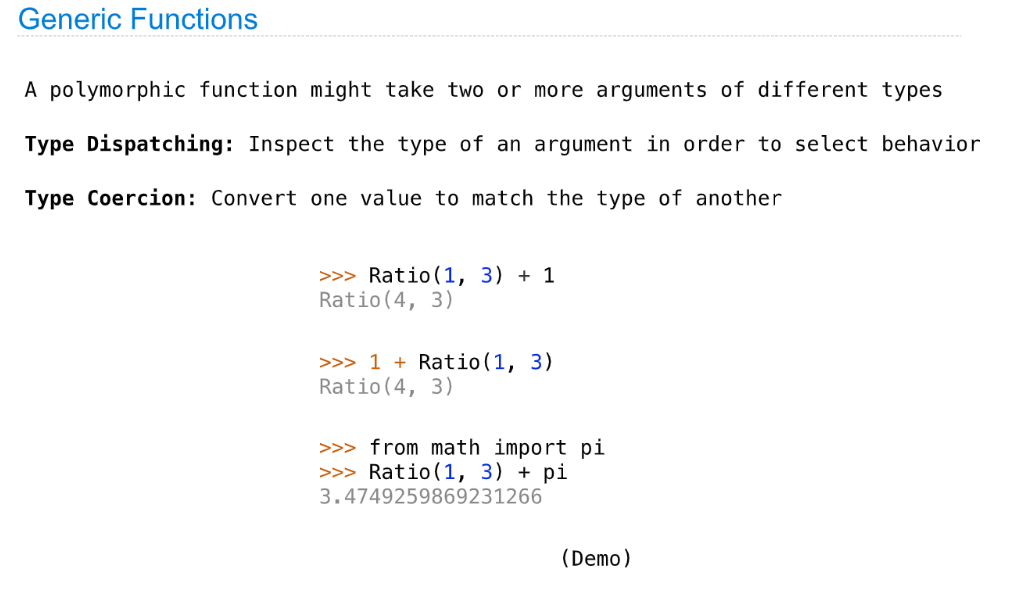 Generic Functions
A polymorphic function might take two or more arguments of different types
Type Dispatching: Inspect the type of an argument in order to select behavior
Type Coercion: Convert one value to match the type of another
>>> Ratio(1, 3) + 1
Ratio(4, 3)
>>> 1 + Ratio(1, 3)
Ratio(4, 3)
>>> from math import pi
>>> Ratio(1, 3) + pi
3.4749259869231266
(Demo)